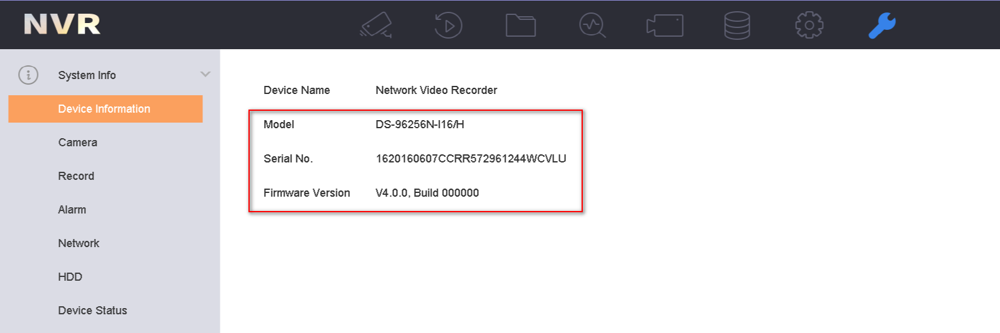 NVR
System Info
Device Information
Camera
Record
Alarm
Network
HDD
Device Status
Device Name Network Video Recorder
Model DS-96256N-I16/H
Serial No. 1620160607CCRR572961244WCVLU
Firmware Version V4.0.0, Build 000000